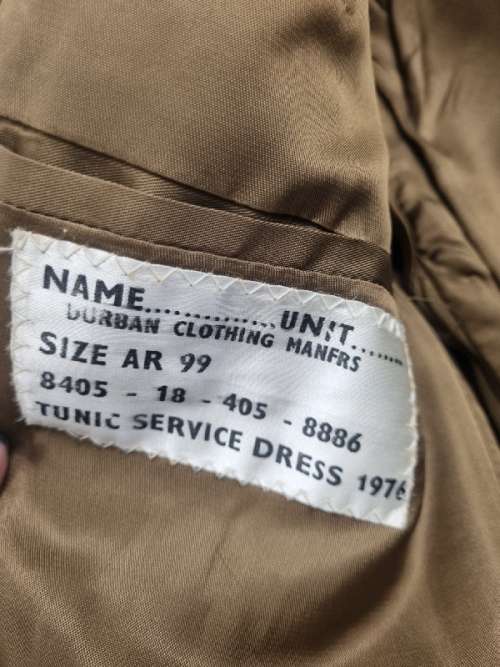 NAME..............UNIT.......
DURBAN CLOTHING MANFRS
SIZE AR 99
8405 - 18 - 405 - 8886
TUNIC SERVICE DRESS 1976